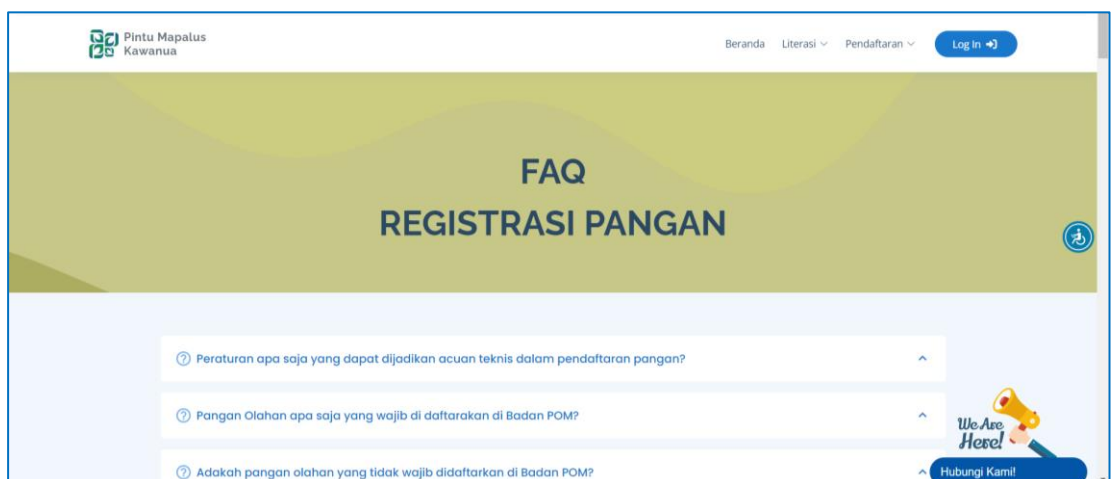 Pintu Mapalus
Kawanua
Beranda Literasi Pendaftaran Log In
FAQ
REGISTRASI PANGAN
Peraturan apa saja yang dapat dijadikan acuan teknis dalam pendaftaran pangan?
Pangan Olahan apa saja yang wajib di daftarakan di Badan POM?
Adakah pangan olahan yang tidak wajib didaftarkan di Badan POM?
We Are
Here!
Hubungi Kami!